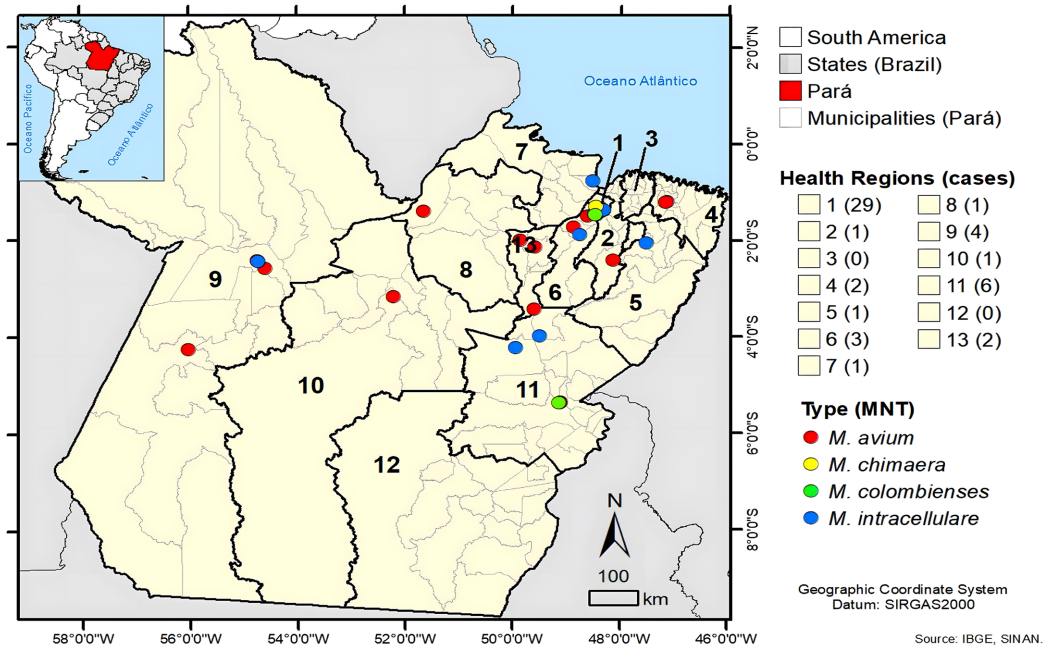 Oceano Pacífico
Oceano Atlântico
Oceano Atlântico
1
3
7
4
2
13
8
9
6
5
10
11
12
N
100
km
2°0'0"N
0°0'0"
2°0'0"S
4°0'0"S
6°0'0"S
8°0'0"S
58°0'0"W
56°0'0"W
54°0'0"W
52°0'0"W
50°0'0"W
48°0'0"W
46°0'0"W
South America
States (Brazil)
Pará
Municipalities (Pará)
Health Regions (cases)
1 (29)
2 (1)
3 (0)
4 (2)
5 (1)
6 (3)
7 (1)
8 (1)
9 (4)
10 (1)
11 (6)
12 (0)
13 (2)
Type (MNT)
M. avium
M. chimaera
M. colombienses
M. intracellulare
Geographic Coordinate System
Datum: SIRGAS2000
Source: IBGE, SINAN.